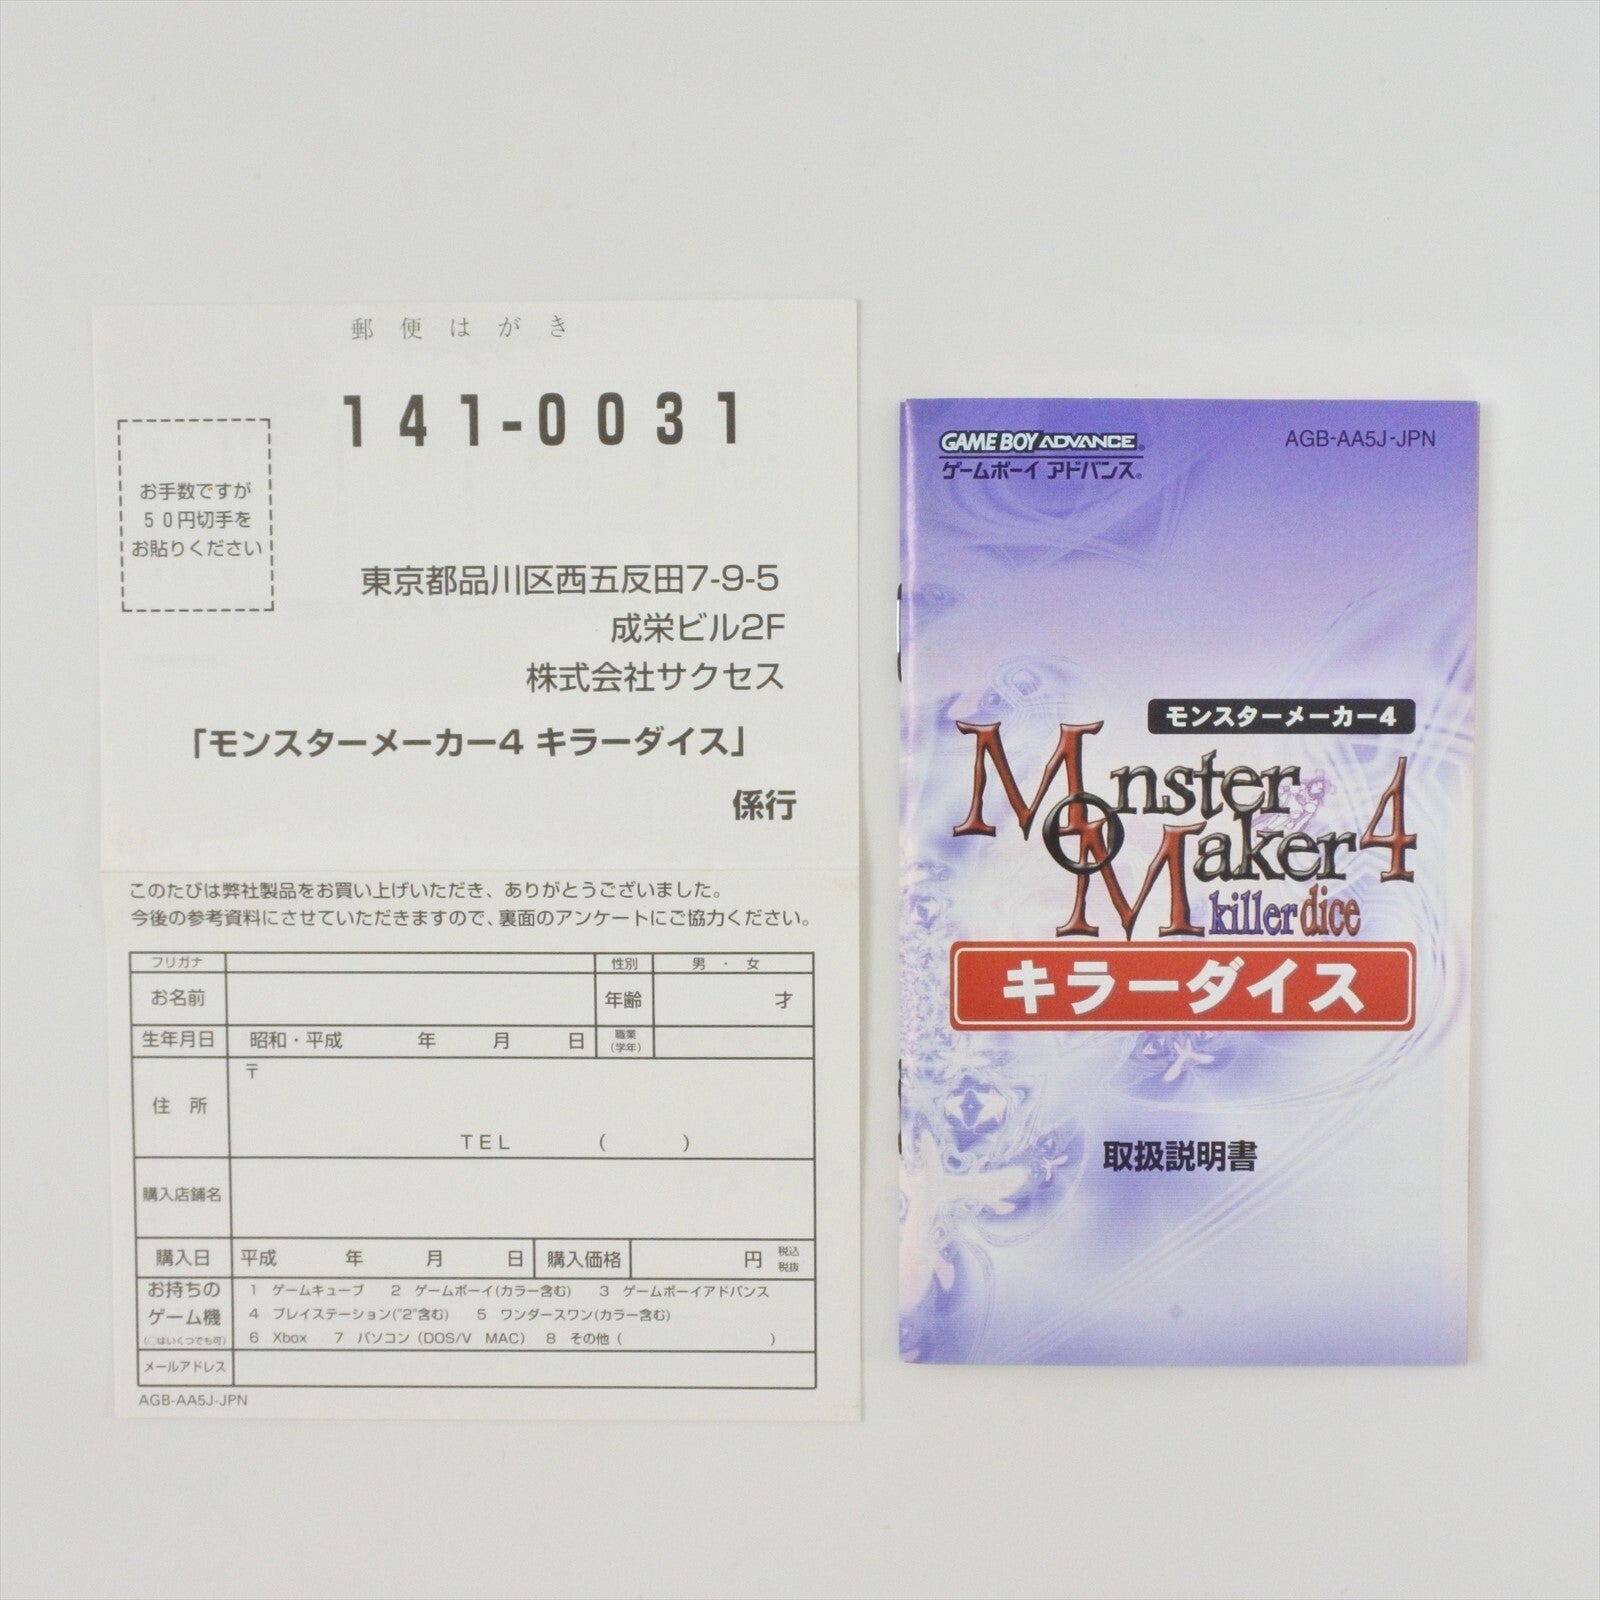 郵便はがき
141-0031
お手数ですが
50円切手を
お貼りください
東京都品川区西五反田7-9-5
成栄ビル2F
株式会社サクセス
「モンスターメーカー4 キラーダイス」
係行
このたびは弊社製品をお買い上げいただき、ありがとうございました。
今後の参考資料にさせていただきますので、裏面のアンケートにご協力ください。
フリガナ 性別 男・女
お名前 年齢 才
生年月日 昭和・平成 年 月 日 職業(学年)
住所 〒
TEL ( )
購入店舗名
購入日 平成 年 月 日 購入価格 円 税込 税抜
お持ちの 1 ゲームキューブ 2 ゲームボーイ(カラー含む) 3 ゲームボーイアドバンス
ゲーム機 4 プレイステーション("2"含む) 5 ワンダースワン(カラー含む)
(○はいくつでも可) 6 Xbox 7 パソコン(DOS/V MAC) 8 その他( )
メールアドレス
AGB-AA5J-JPN
GAME BOY ADVANCE
AGB-AA5J-JPN
ゲームボーイ アドバンス
モンスターメーカー4
Monster
Maker 4
killer dice
キラーダイス
取扱説明書